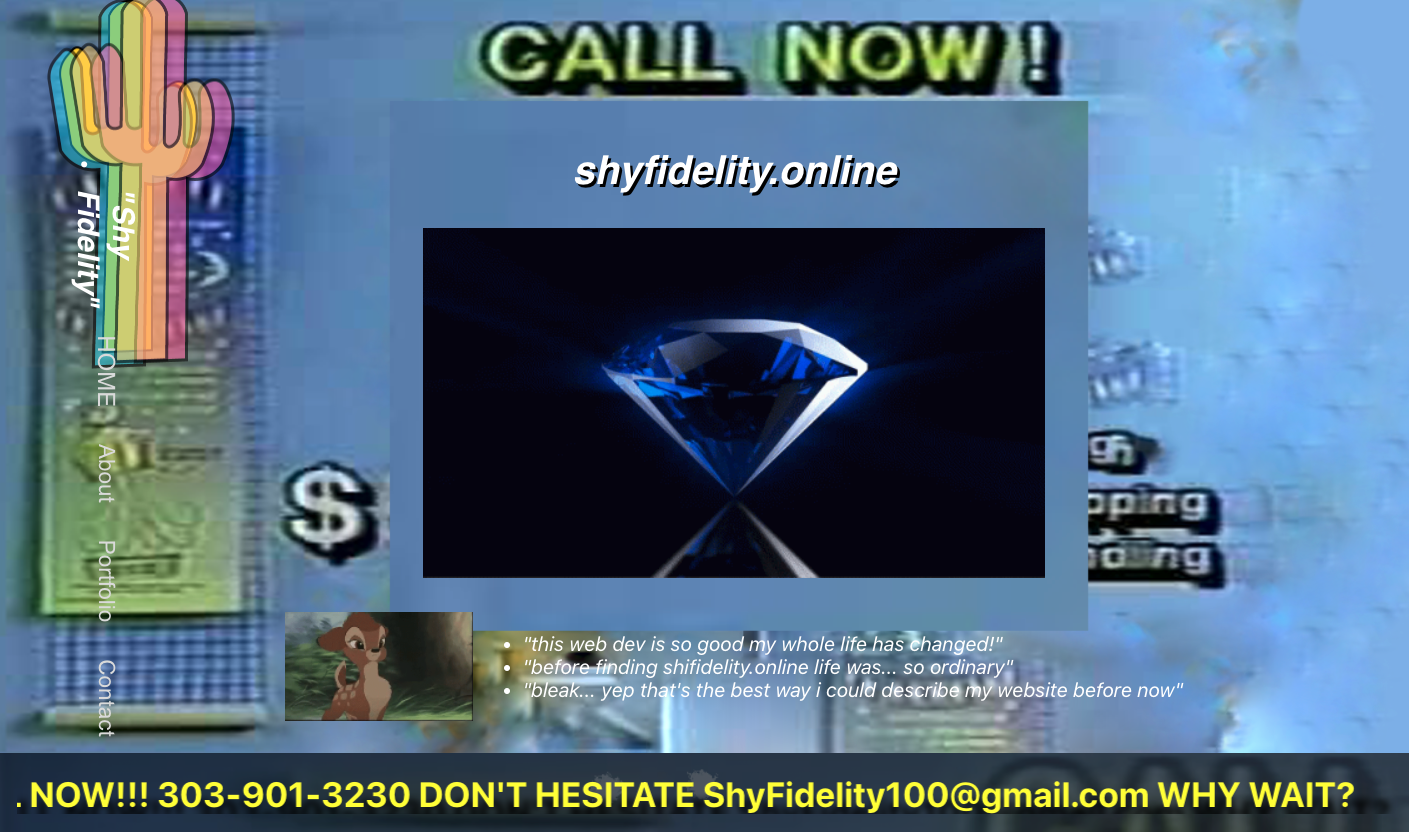 CALL NOW!
shyfidelity.online
"Shy
Fidelity"
HOME
About
Portfolio
Contact
$
"this web dev is so good my whole life has changed!"
"before finding shifidelity.online life was... so ordinary"
"bleak... yep that's the best way i could describe my website before now"
. NOW!!! 303-901-3230 DON'T HESITATE ShyFidelity100@gmail.com WHY WAIT?